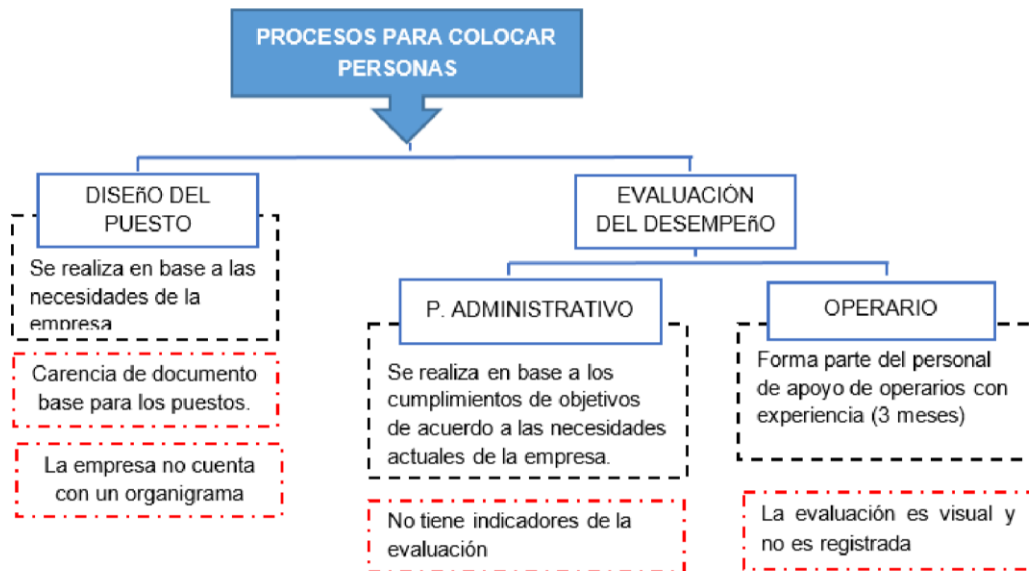 PROCESOS PARA COLOCAR
PERSONAS
DISEñO DEL
PUESTO
Se realiza en base a las
necesidades de la
empresa
Carencia de documento
base para los puestos.
La empresa no cuenta
con un organigrama
EVALUACIÓN
DEL DESEMPEñO
P. ADMINISTRATIVO
Se realiza en base a los
cumplimientos de objetivos
de acuerdo a las necesidades
actuales de la empresa.
No tiene indicadores de la
evaluación
OPERARIO
Forma parte del personal
de apoyo de operarios con
experiencia (3 meses)
La evaluación es visual y
no es registrada